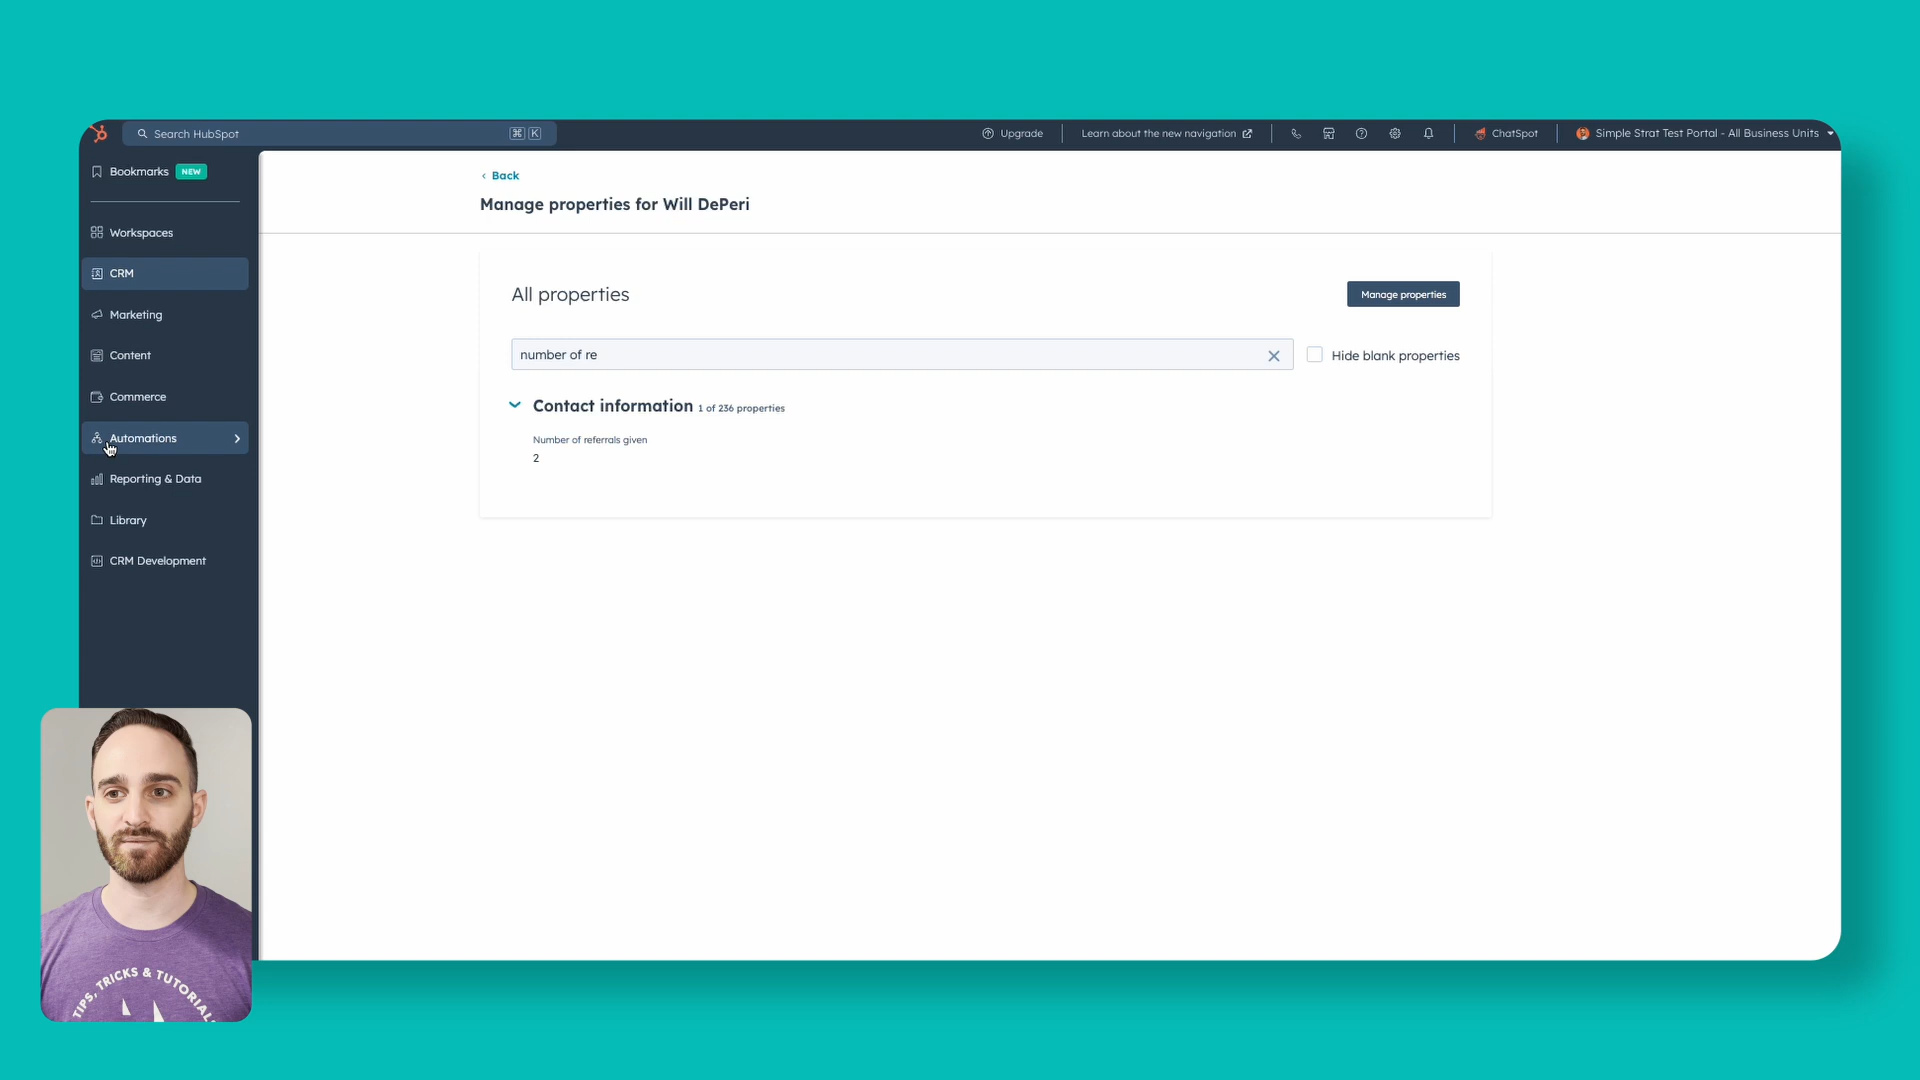 Search HubSpot
⌘ K
Upgrade
Learn about the new navigation
ChatSpot
Simple Strat Test Portal - All Business Units
Bookmarks NEW
Workspaces
CRM
Marketing
Content
Commerce
Automations
Reporting & Data
Library
CRM Development
Back
Manage properties for Will DePeri
All properties
Manage properties
number of re
Hide blank properties
Contact information 1 of 236 properties
Number of referrals given
2
TIPS, TRICKS & TUTORIALS